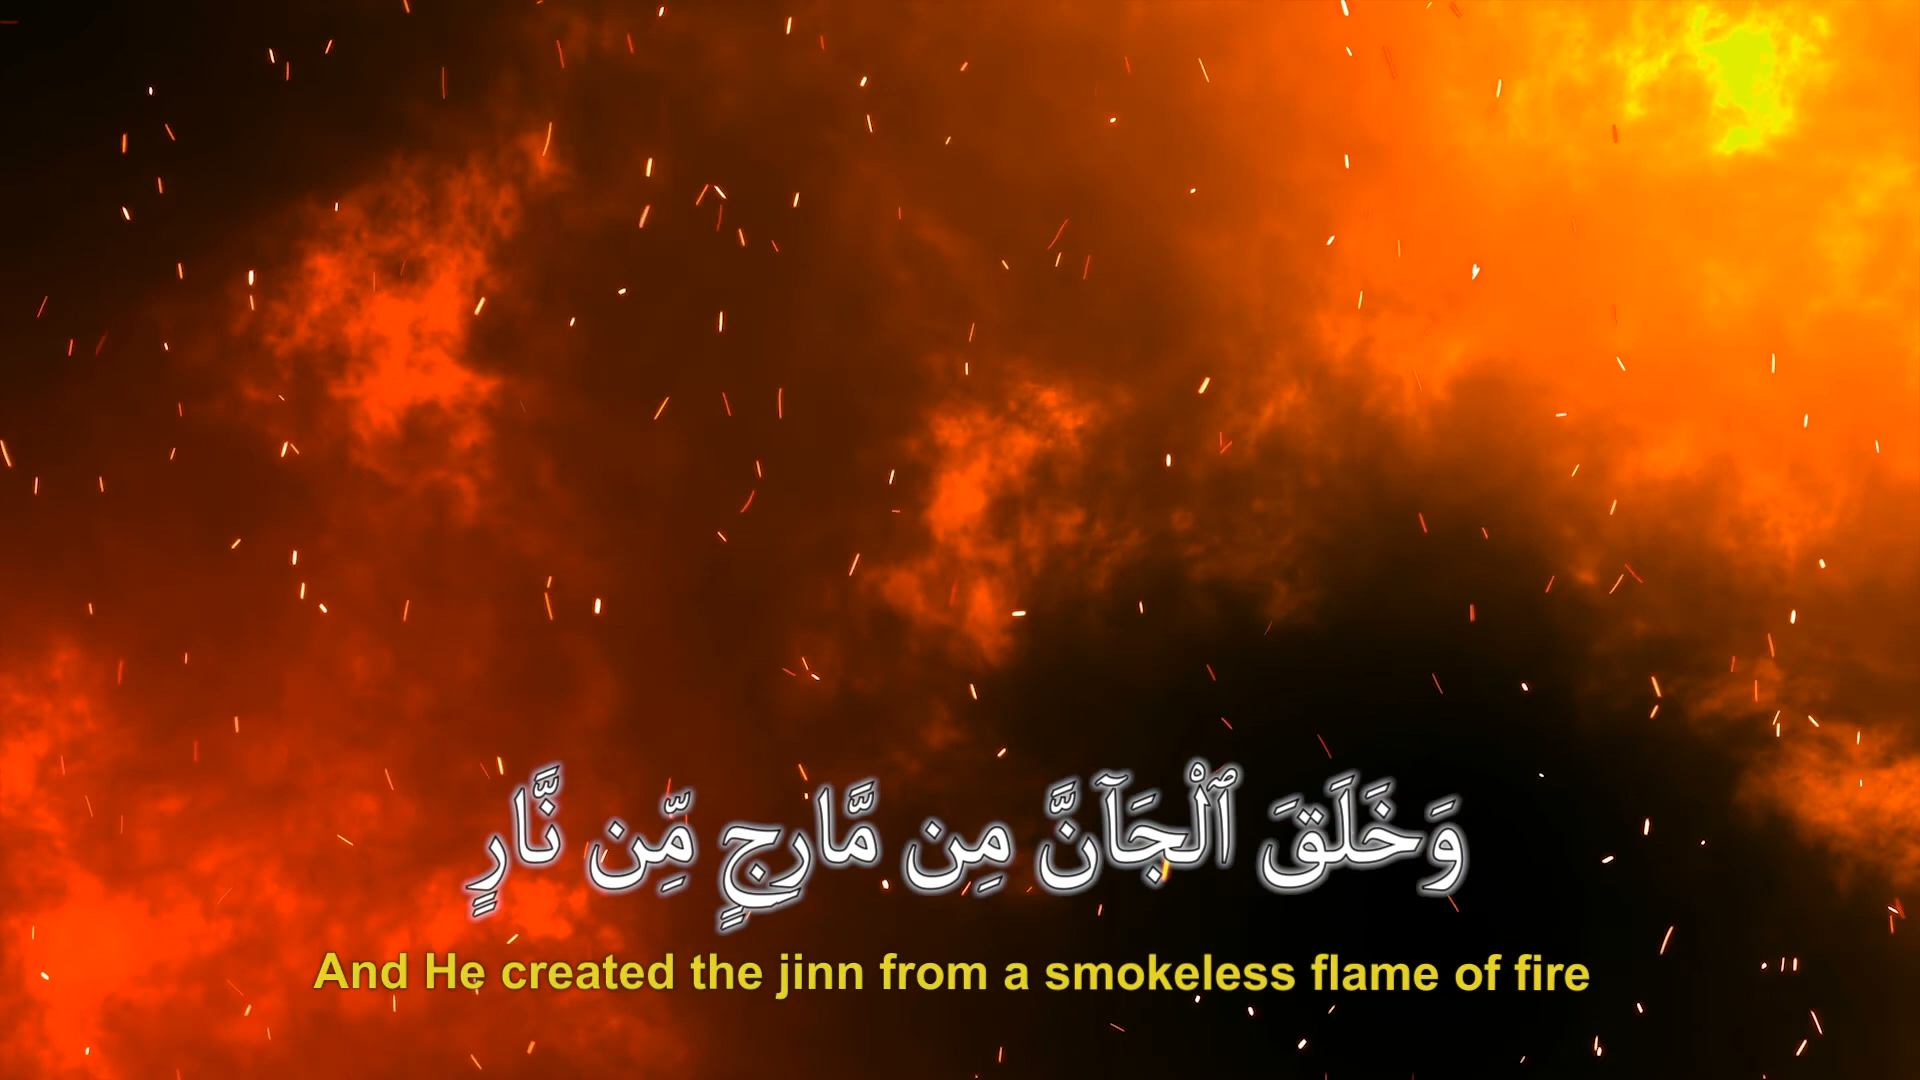 وَخَلَقَ ٱلْجَآنَّ مِن مَّارِجٍ مِّن نَّارٍ
And He created the jinn from a smokeless flame of fire